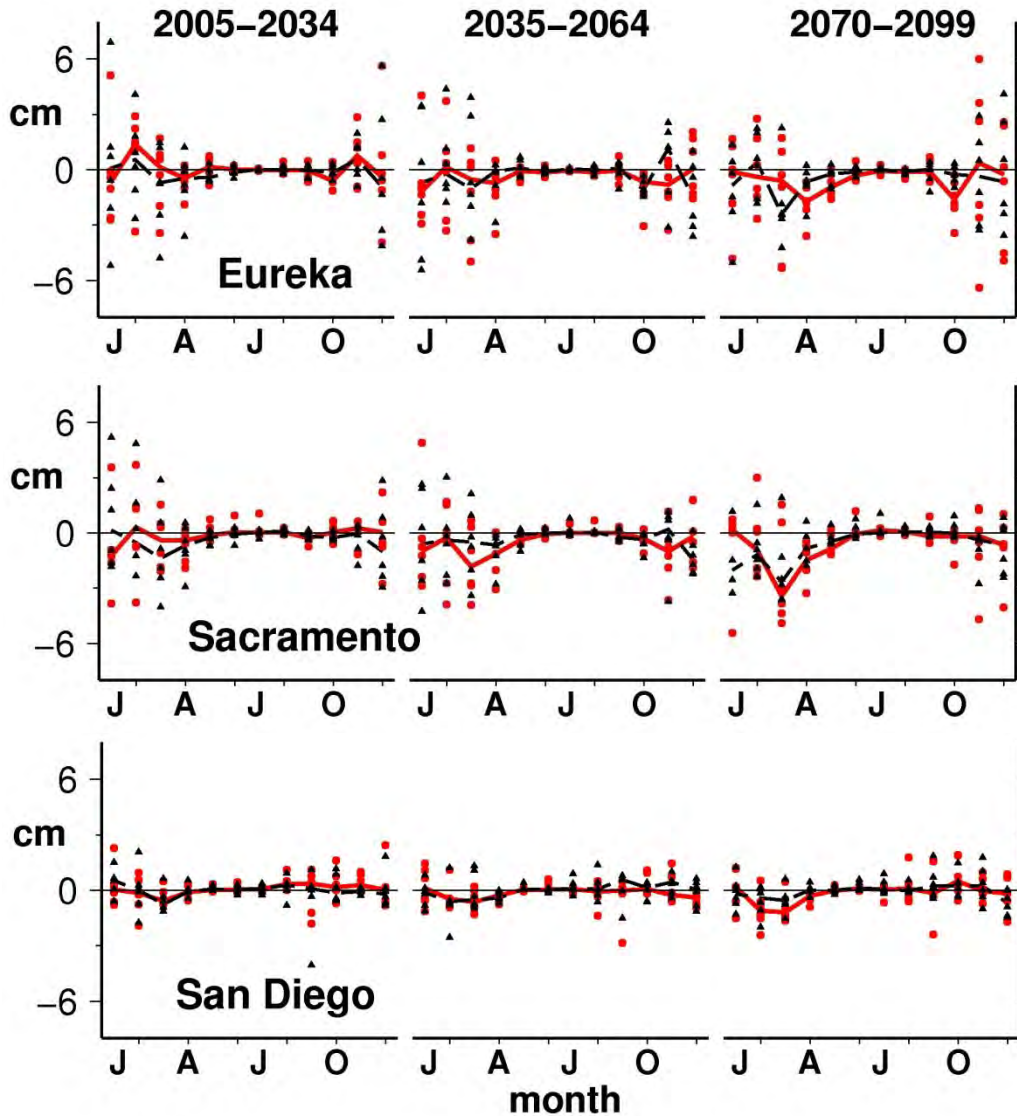 2005–2034 2035–2064 2070–2099
6
cm
0
−6
Eureka
J A J O J A J O J A J O
6
cm
0
−6
Sacramento
J A J O J A J O J A J O
6
cm
0
−6
San Diego
J A J O J A J O J A J O
month